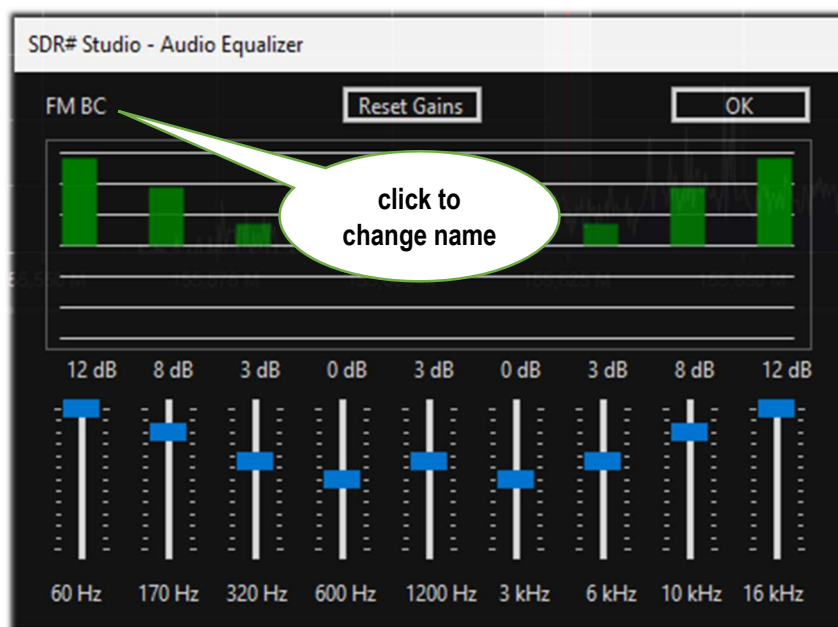 SDR# Studio - Audio Equalizer
FM BC
Reset Gains
OK
click to
change name
12 dB 8 dB 3 dB 0 dB 3 dB 0 dB 3 dB 8 dB 12 dB
60 Hz 170 Hz 320 Hz 600 Hz 1200 Hz 3 kHz 6 kHz 10 kHz 16 kHz